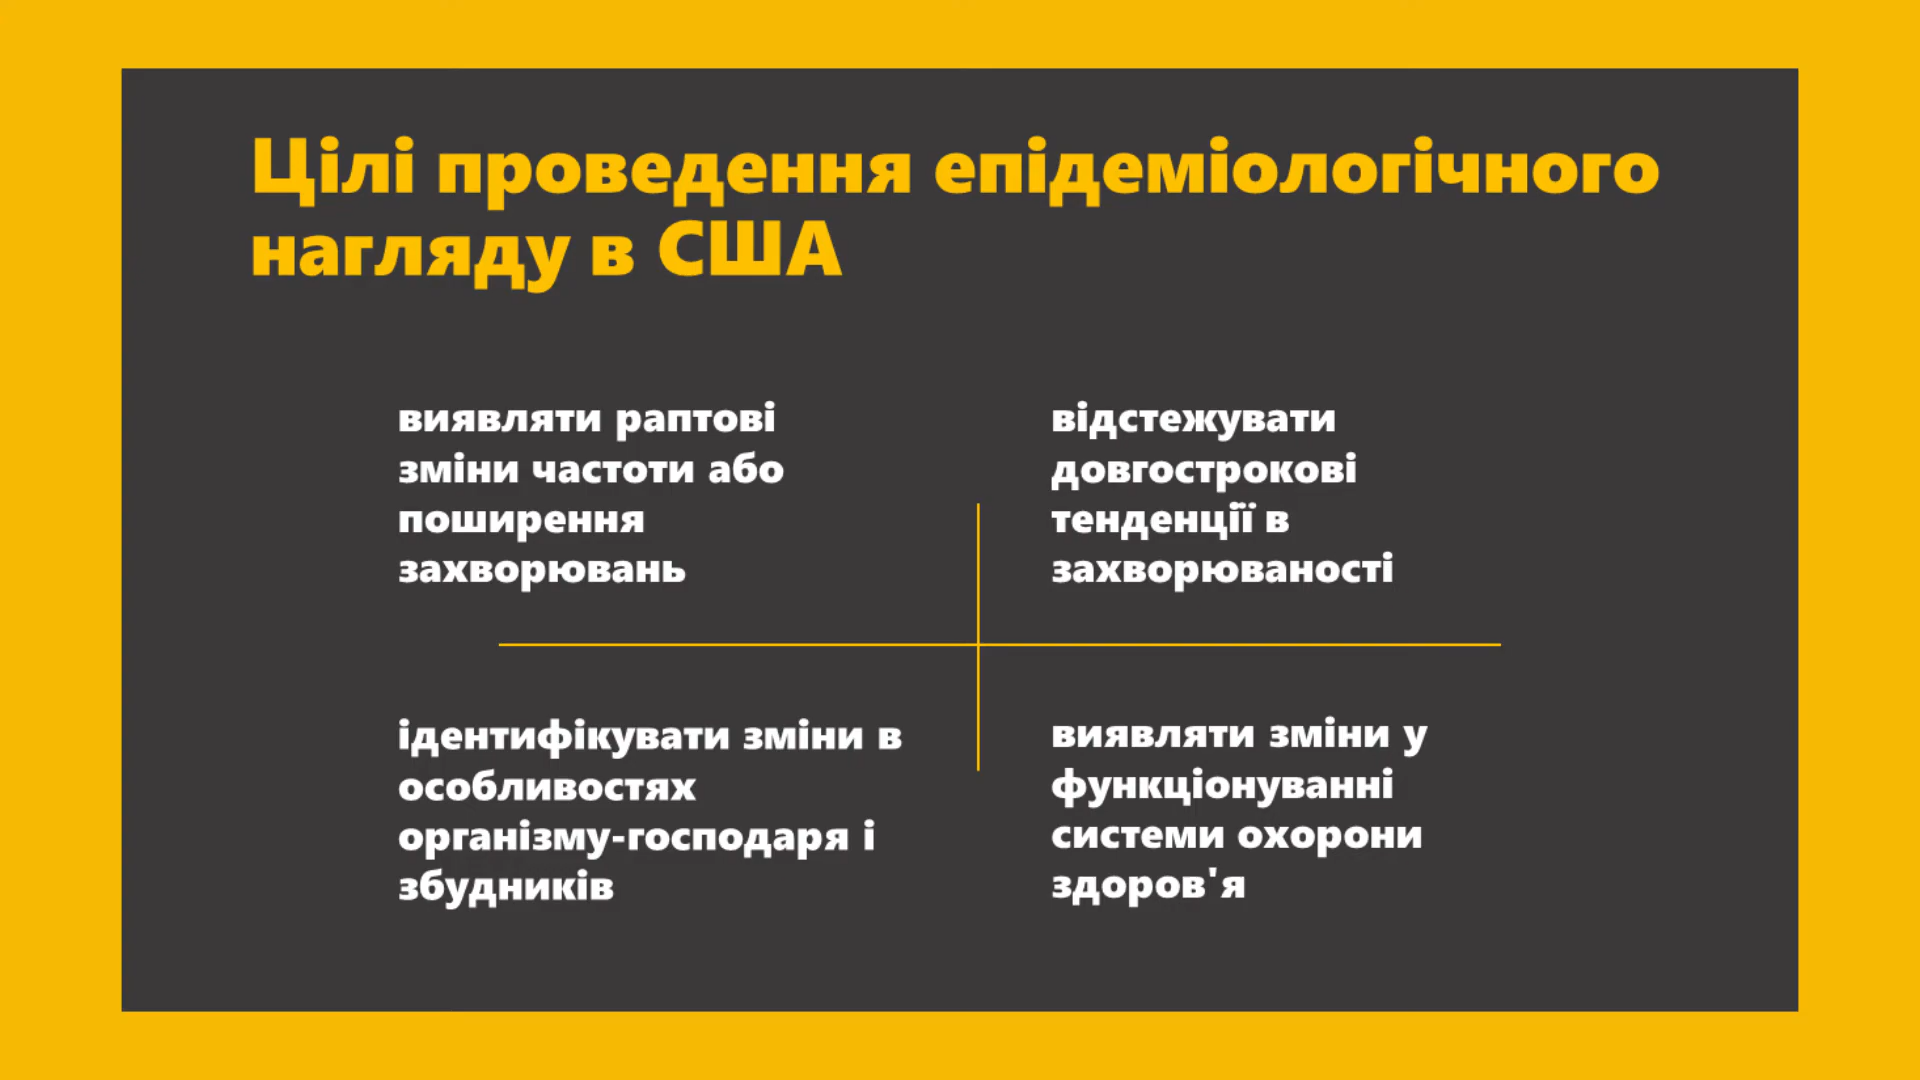 Цілі проведення епідеміологічного
нагляду в США
виявляти раптові
зміни частоти або
поширення
захворювань
відстежувати
довгострокові
тенденції в
захворюваності
ідентифікувати зміни в
особливостях
організму-господаря і
збудників
виявляти зміни у
функціонуванні
системи охорони
здоров'я